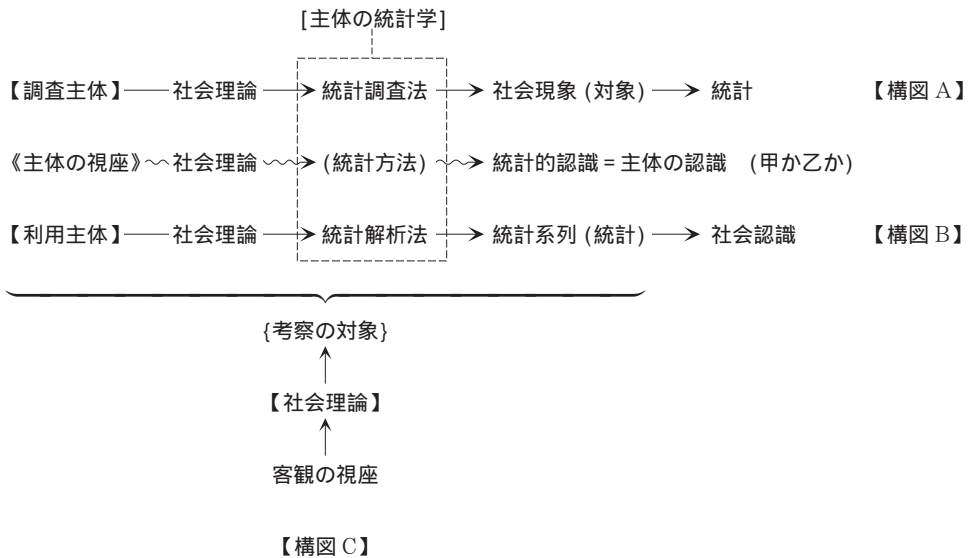 [主体の統計学]
【調査主体】 社会理論 統計調査法 社会現象 (対象) 統計 【構図 A】
《主体の視座》 社会理論 (統計方法) 統計的認識 = 主体の認識 (甲か乙か)
【利用主体】 社会理論 統計解析法 統計系列 (統計) 社会認識 【構図 B】
{考察の対象}
【社会理論】
客観の視座
【構図 C】